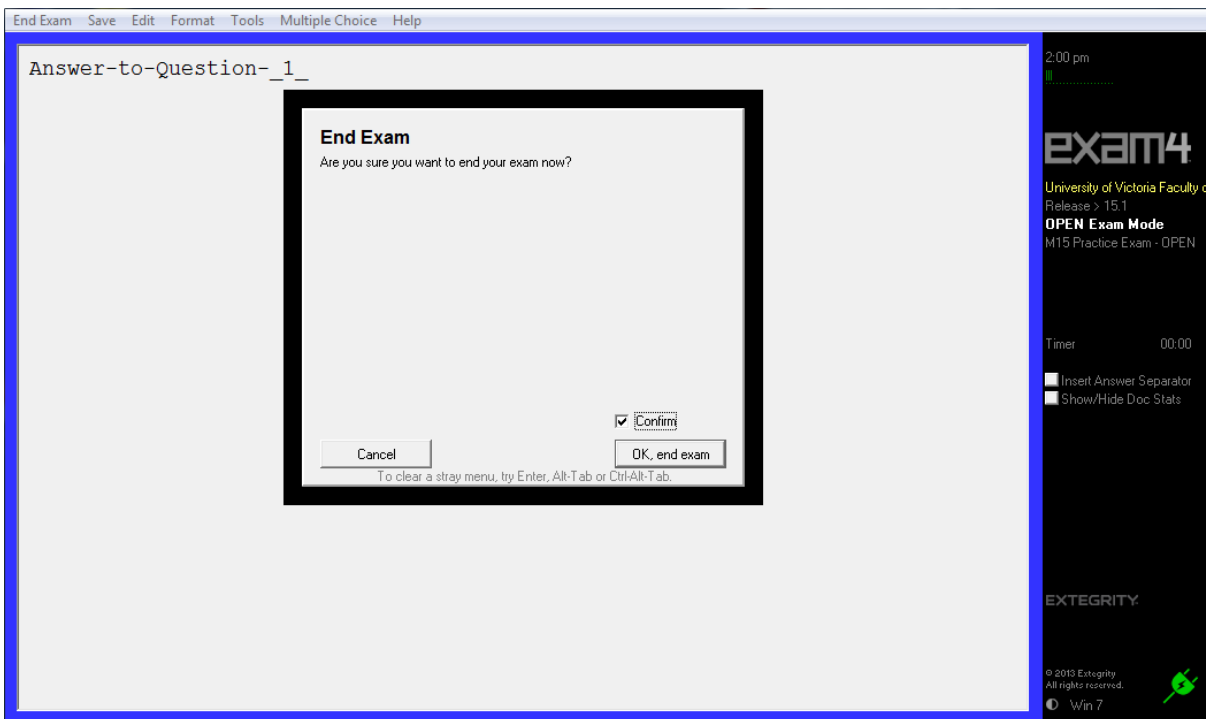 End Exam Save Edit Format Tools Multiple Choice Help
Answer-to-Question-_1_
End Exam
Are you sure you want to end your exam now?
Confirm
Cancel
OK, end exam
To clear a stray menu, try Enter, Alt-Tab or Ctrl-Alt-Tab.
2:00 pm
exam4
University of Victoria Faculty
Release > 15.1
OPEN Exam Mode
M15 Practice Exam - OPEN
Timer 00:00
Insert Answer Separator
Show/Hide Doc Stats
EXTEGRITY
© 2013 Extegrity
All rights reserved.
Win 7